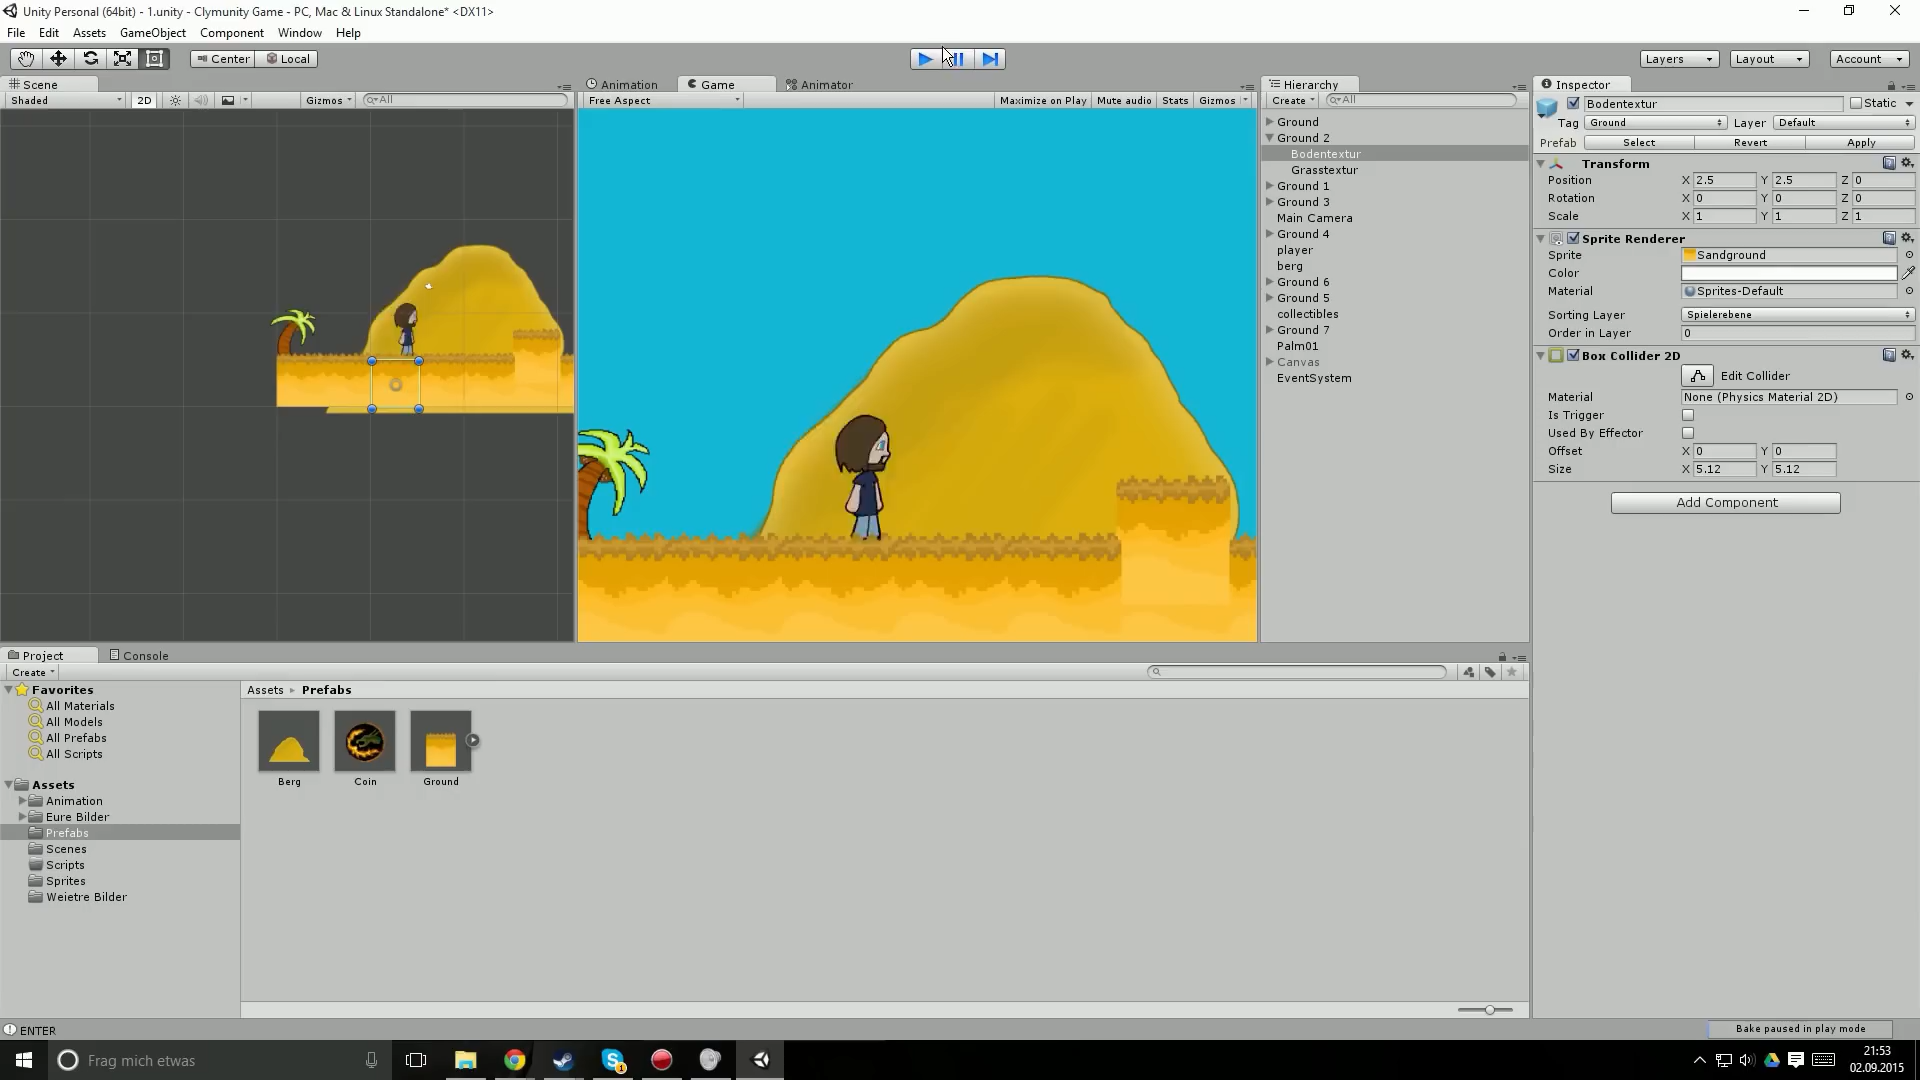 Unity Personal (64bit) - 1.unity - Clymunity Game - PC, Mac & Linux Standalone* <DX11>
File Edit Assets GameObject Component Window Help
Center Local Layers Layout Account
Scene Animation Game Animator Hierarchy Inspector
Shaded 2D Gizmos All Free Aspect Maximize on Play Mute audio Stats Gizmos Create All
Bodentextur Static
Tag Ground Layer Default
Prefab Select Revert Apply
Ground
Ground 2
Bodentextur
Grasstextur
Ground 1
Ground 3
Main Camera
Ground 4
player
berg
Ground 6
Ground 5
collectibles
Ground 7
Palm01
Canvas
EventSystem
Transform
Position X 2.5 Y 2.5 Z 0
Rotation X 0 Y 0 Z 0
Scale X 1 Y 1 Z 1
Sprite Renderer
Sprite Sandground
Color
Material Sprites-Default
Sorting Layer Spielerebene
Order in Layer 0
Box Collider 2D
Edit Collider
Material None (Physics Material 2D)
Is Trigger
Used By Effector
Offset X 0 Y 0
Size X 5.12 Y 5.12
Add Component
Project Console
Create
Favorites
All Materials
All Models
All Prefabs
All Scripts
Assets
Animation
Eure Bilder
Prefabs
Scenes
Scripts
Sprites
Weietre Bilder
Assets Prefabs
Berg Coin Ground
ENTER
Bake paused in play mode
Frag mich etwas
1
21:53
02.09.2015